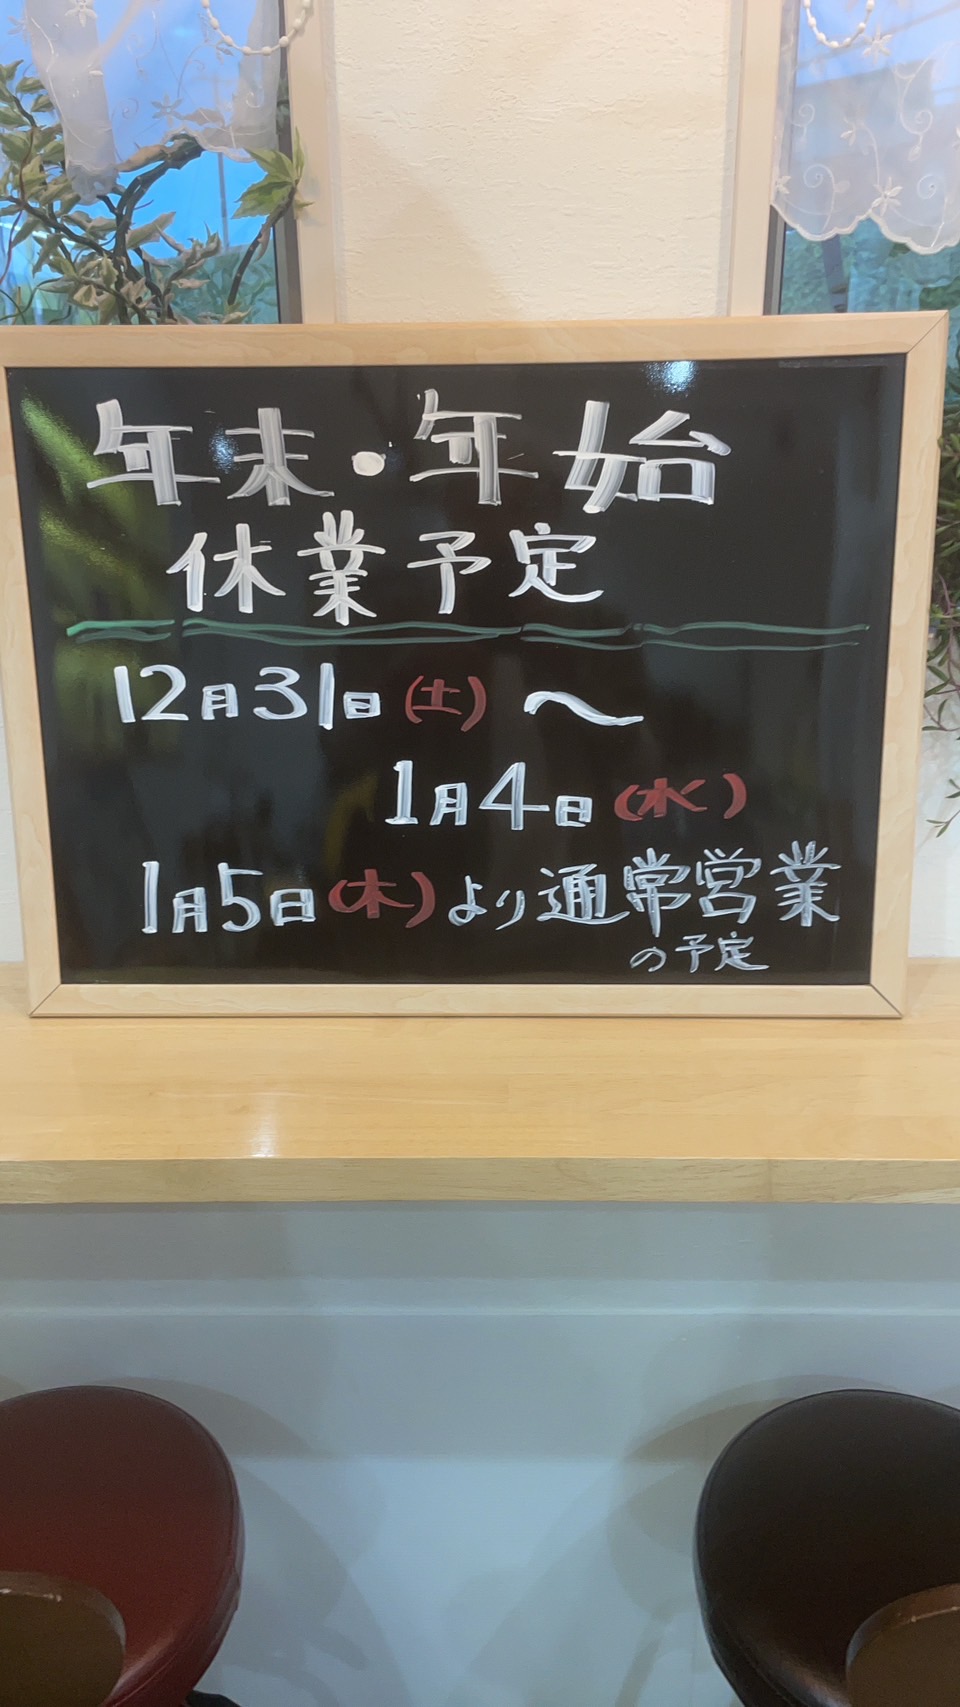 年末・年始
休業予定
12月31日(土)～
1月4日(水)
1月5日(木)より通常営業
の予定